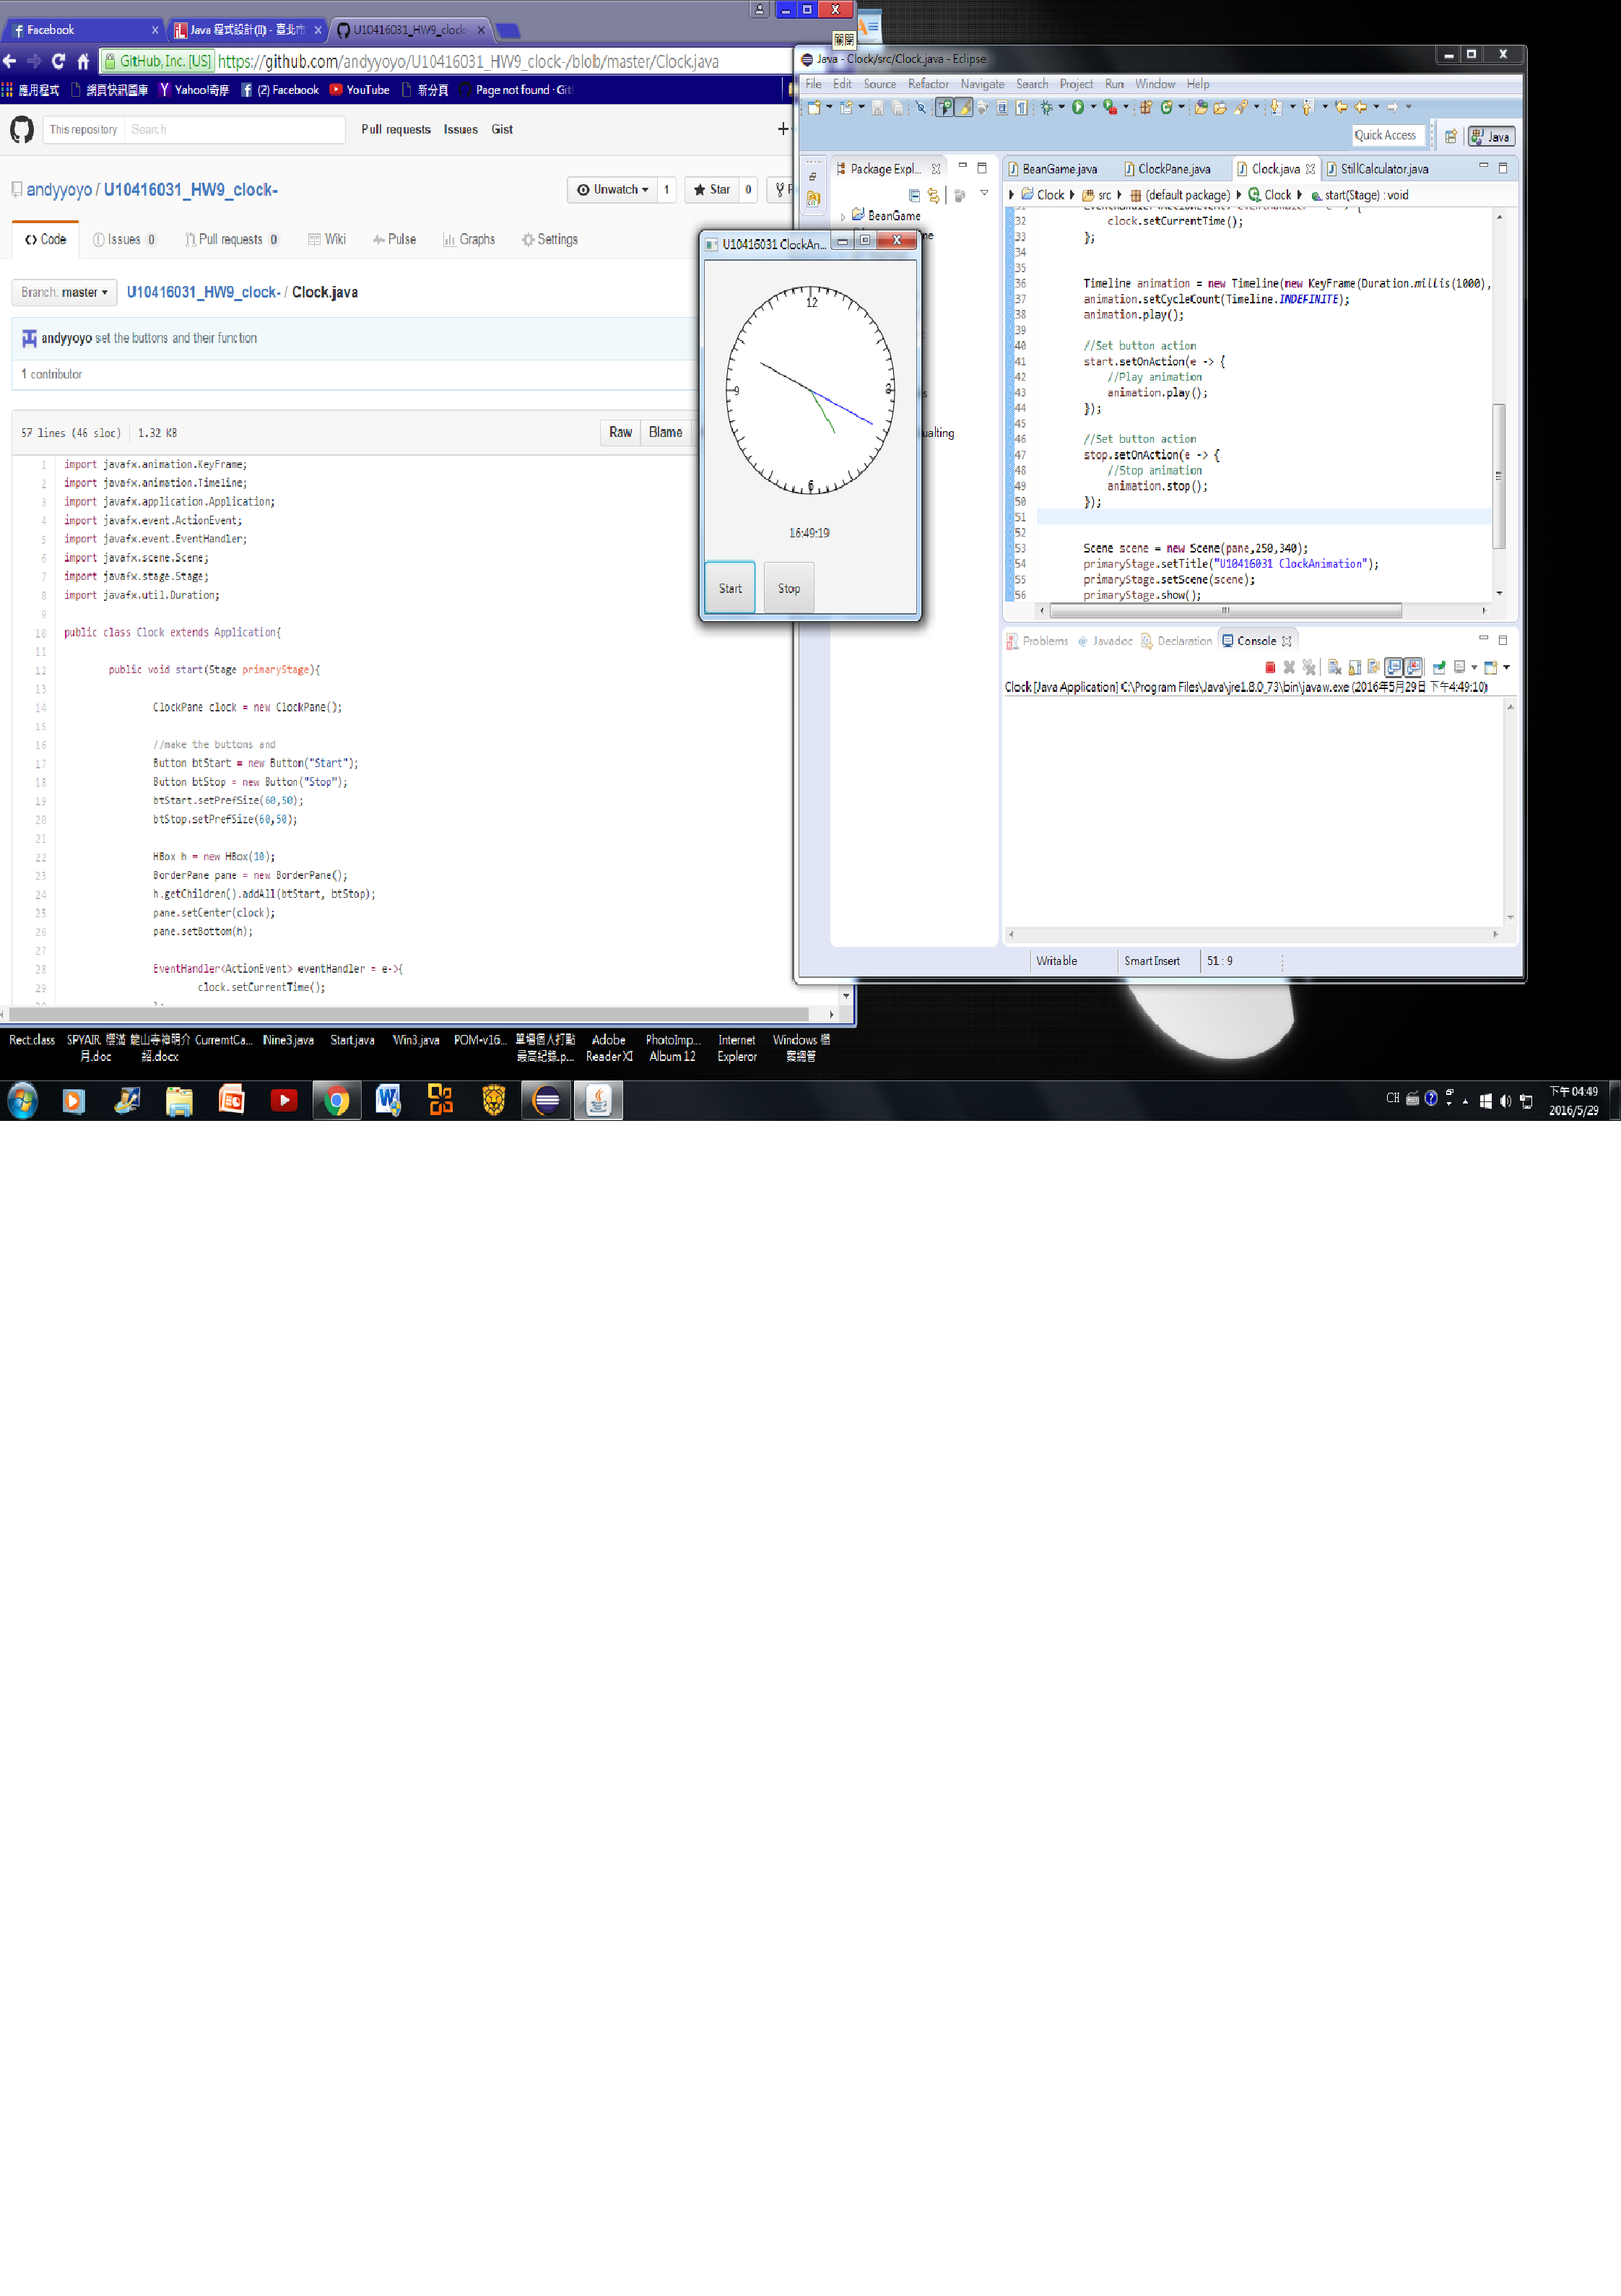 Facebook
Java 程式設計(II) - 臺北市
U10416031_HW9_clock-
關閉
GitHub, Inc. [US] https://github.com/andyyoyo/U10416031_HW9_clock-/blob/master/Clock.java
應用程式 網頁快訊圖庫 Yahoo!奇摩 (2) Facebook YouTube 新分頁 Page not found · Git
This repository Search Pull requests Issues Gist
andyyoyo / U10416031_HW9_clock-
Unwatch 1 Star 0
Code Issues 0 Pull requests 0 Wiki Pulse Graphs Settings
Branch: master U10416031_HW9_clock- / Clock.java
andyyoyo set the buttons and their function
1 contributor
57 lines (46 sloc) 1.32 KB
Raw Blame
1 import javafx.animation.KeyFrame;
2 import javafx.animation.Timeline;
3 import javafx.application.Application;
4 import javafx.event.ActionEvent;
5 import javafx.event.EventHandler;
6 import javafx.scene.Scene;
7 import javafx.stage.Stage;
8 import javafx.util.Duration;
9
10 public class Clock extends Application{
11
12 public void start(Stage primaryStage){
13
14 ClockPane clock = new ClockPane();
15
16 //make the buttons and
17 Button btStart = new Button("Start");
18 Button btStop = new Button("Stop");
19 btStart.setPrefSize(60,50);
20 btStop.setPrefSize(60,50);
21
22 HBox h = new HBox(10);
23 BorderPane pane = new BorderPane();
24 h.getChildren().addAll(btStart, btStop);
25 pane.setCenter(clock);
26 pane.setBottom(h);
27
28 EventHandler<ActionEvent> eventHandler = e->{
29 clock.setCurrentTime();
U10416031 ClockAn...
12
9
3
6
16:49:19
Start Stop
Java - Clock/src/Clock.java - Eclipse
File Edit Source Refactor Navigate Search Project Run Window Help
Quick Access Java
Package Expl...
BeanGame
BeanGame.java ClockPane.java Clock.java StillCalculator.java
Clock src (default package) Clock start(Stage) : void
32 clock.setCurrentTime();
33 };
34
35
36 Timeline animation = new Timeline(new KeyFrame(Duration.millis(1000),
37 animation.setCycleCount(Timeline.INDEFINITE);
38 animation.play();
39
40 //Set button action
41 start.setOnAction(e -> {
42 //Play animation
43 animation.play();
44 });
45
46 //Set button action
47 stop.setOnAction(e -> {
48 //Stop animation
49 animation.stop();
50 });
51
52
53 Scene scene = new Scene(pane,250,340);
54 primaryStage.setTitle("U10416031 ClockAnimation");
55 primaryStage.setScene(scene);
56 primaryStage.show();
Problems @ Javadoc Declaration Console
Clock [Java Application] C:\Program Files\Java\jre1.8.0_73\bin\javaw.exe (2016年5月29日 下午4:49:10)
Writable Smart Insert 51 : 9
Rect.class SPYAIR 櫻滿 龍山寺神明介 CurremtCa... Nine3.java Start.java Win3.java POM-v16... 單場個人打點 Adobe PhotoImp... Internet Windows 檔
月.doc 紹.docx 最高紀錄.p... Reader XI Album 12 Expleror 案總管
CH 下午 04:49
2016/5/29